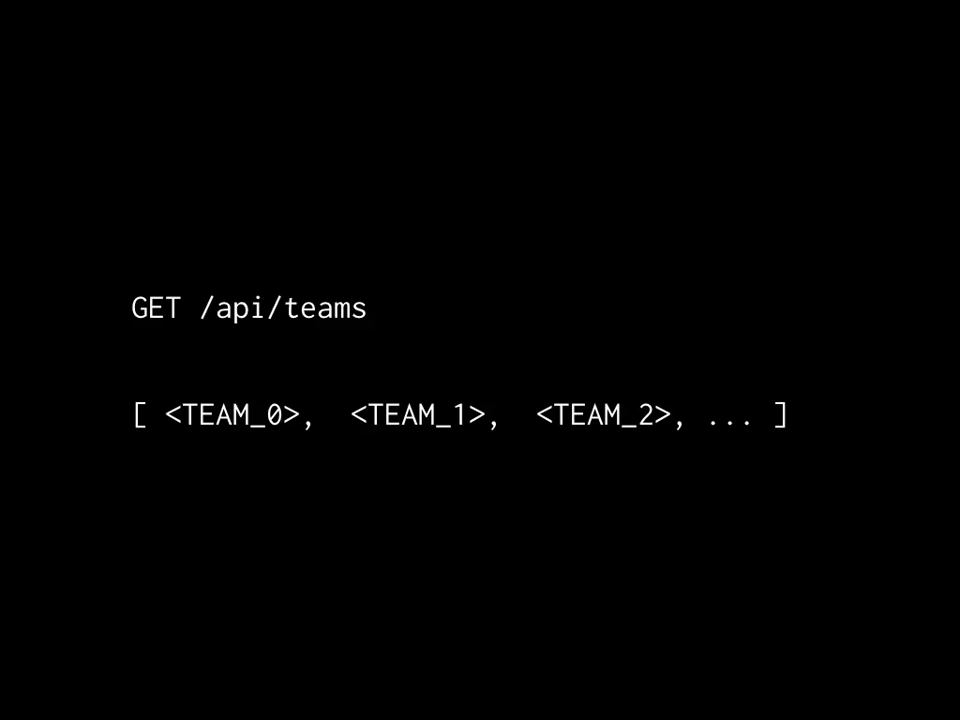 GET /api/teams
[ <TEAM_0>,  <TEAM_1>,  <TEAM_2>, ... ]